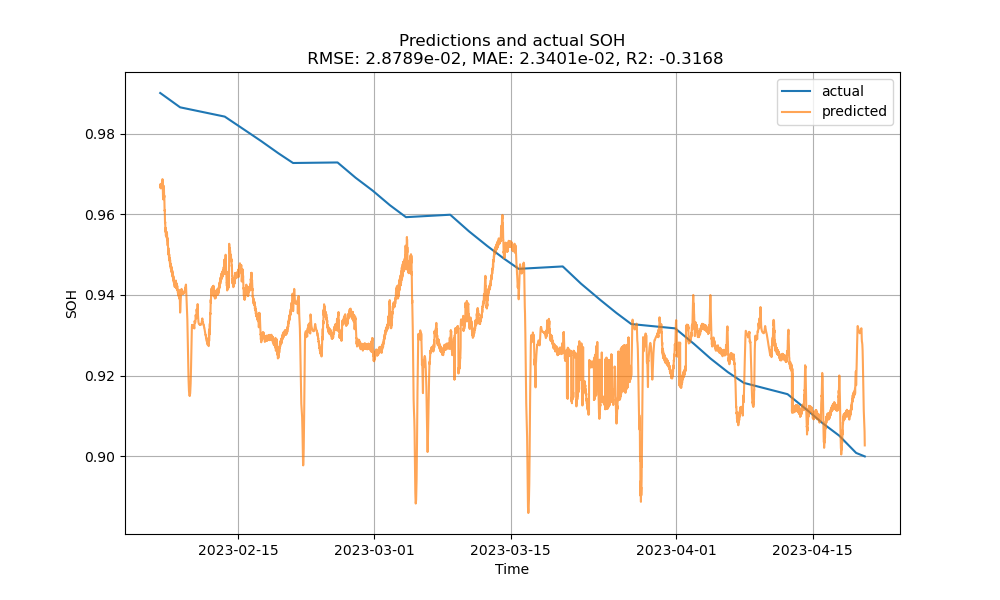 Predictions and actual SOH
RMSE: 2.8789e-02, MAE: 2.3401e-02, R2: -0.3168
actual
predicted
0.98
0.96
0.94
0.92
0.90
SOH
2023-02-15
2023-03-01
2023-03-15
2023-04-01
2023-04-15
Time